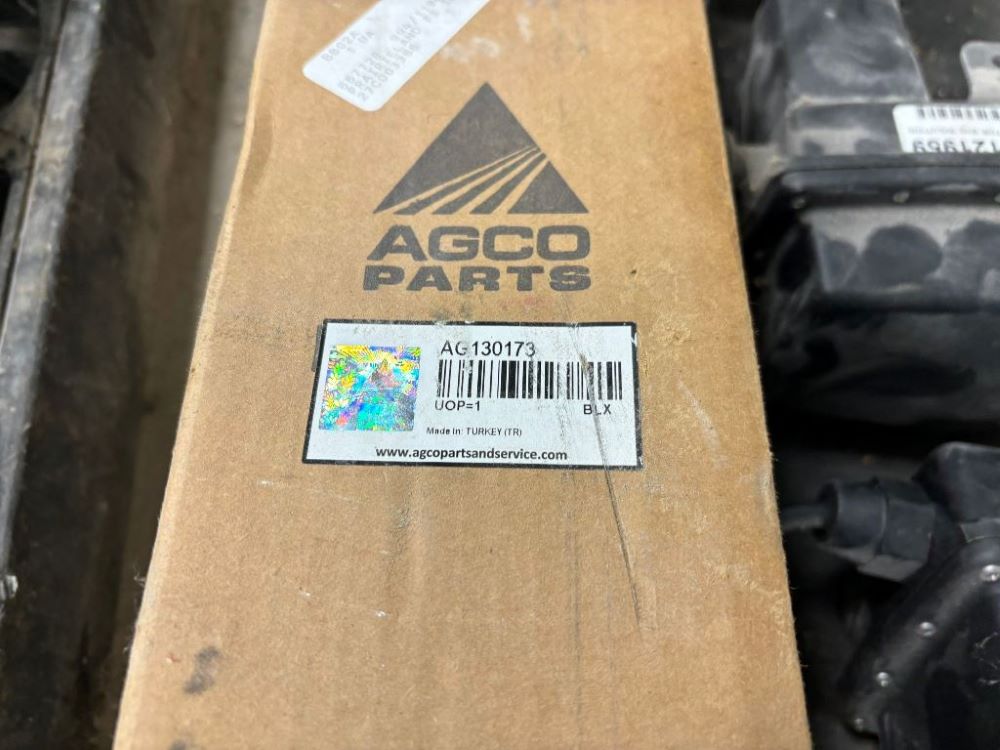 AGCO
PARTS
AG130173
UOP=1 BLX
Made in: TURKEY (TR)
www.agcopartsandservice.com